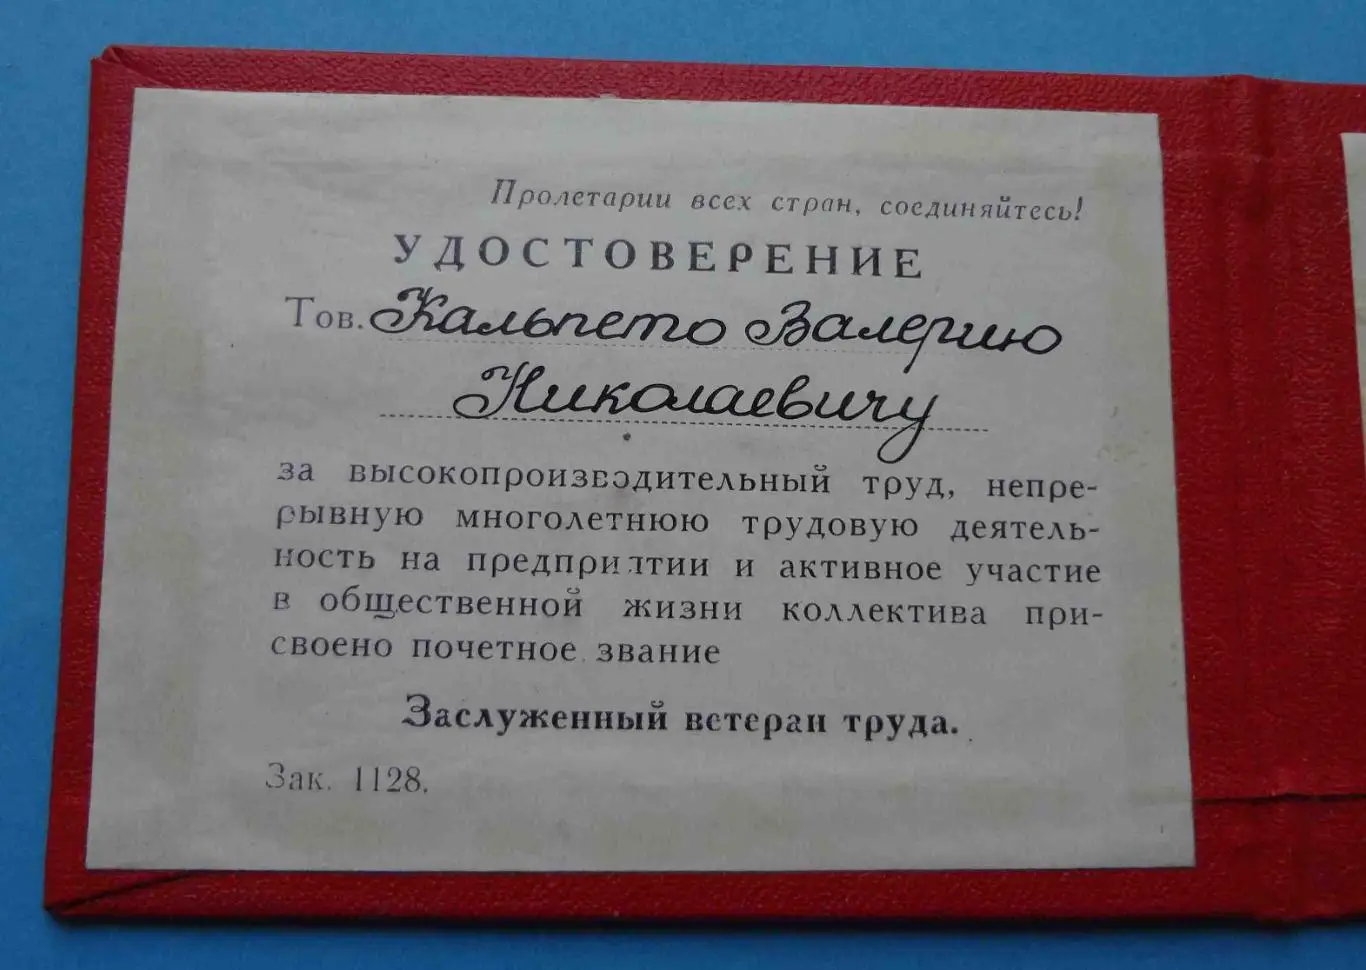 Пролетарии всех стран, соединяйтесь!
УДОСТОВЕРЕНИЕ
Тов. Кальпето Валерию
Николаевичу
за высокопроизводительный труд, непре-
рывную многолетнюю трудовую деятель-
ность на предприятии и активное участие
в общественной жизни коллектива при-
своено почетное звание
Заслуженный ветеран труда.
Зак. 1128.